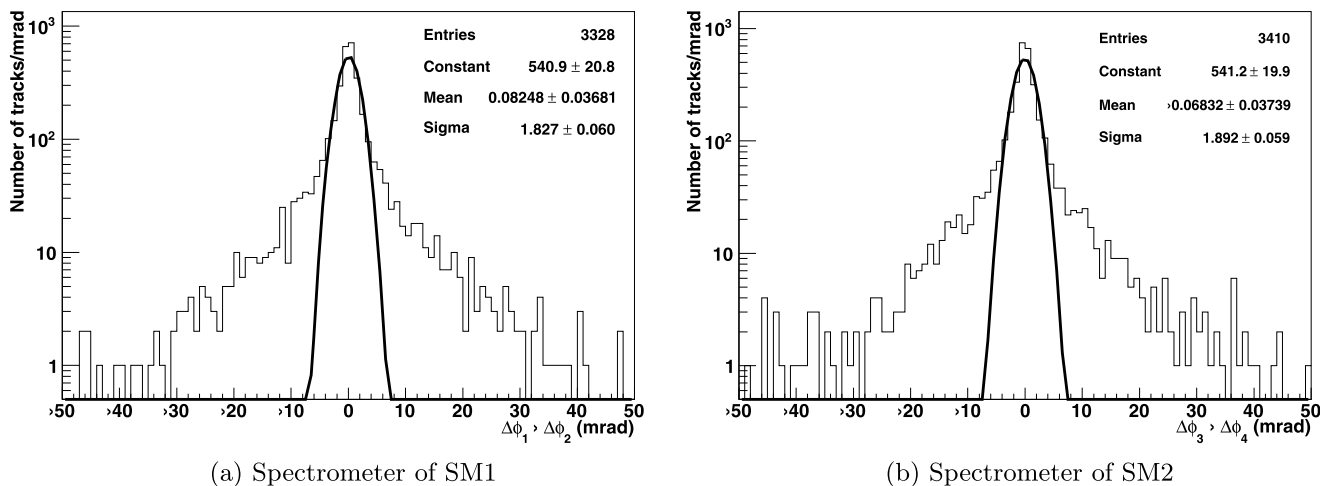 Number of tracks/mrad
10³
10²
10
1
Entries 3328
Constant 540.9 ± 20.8
Mean 0.08248 ± 0.03681
Sigma 1.827 ± 0.060
›50 ›40 ›30 ›20 ›10 0 10 20 30 40 50
Δϕ₁ › Δϕ₂ (mrad)
(a) Spectrometer of SM1
Number of tracks/mrad
10³
10²
10
1
Entries 3410
Constant 541.2 ± 19.9
Mean ›0.06832 ± 0.03739
Sigma 1.892 ± 0.059
›50 ›40 ›30 ›20 ›10 0 10 20 30 40 50
Δϕ₃ › Δϕ₄ (mrad)
(b) Spectrometer of SM2